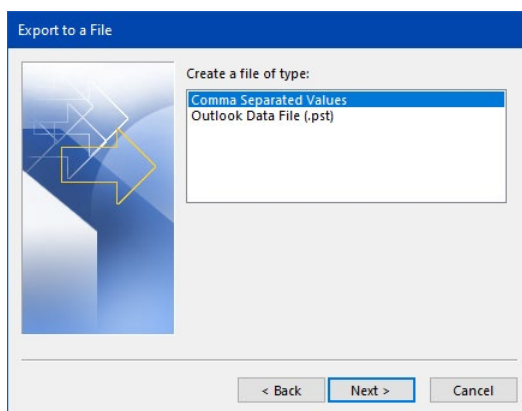 Export to a File
Create a file of type:
Comma Separated Values
Outlook Data File (.pst)
< Back
Next >
Cancel